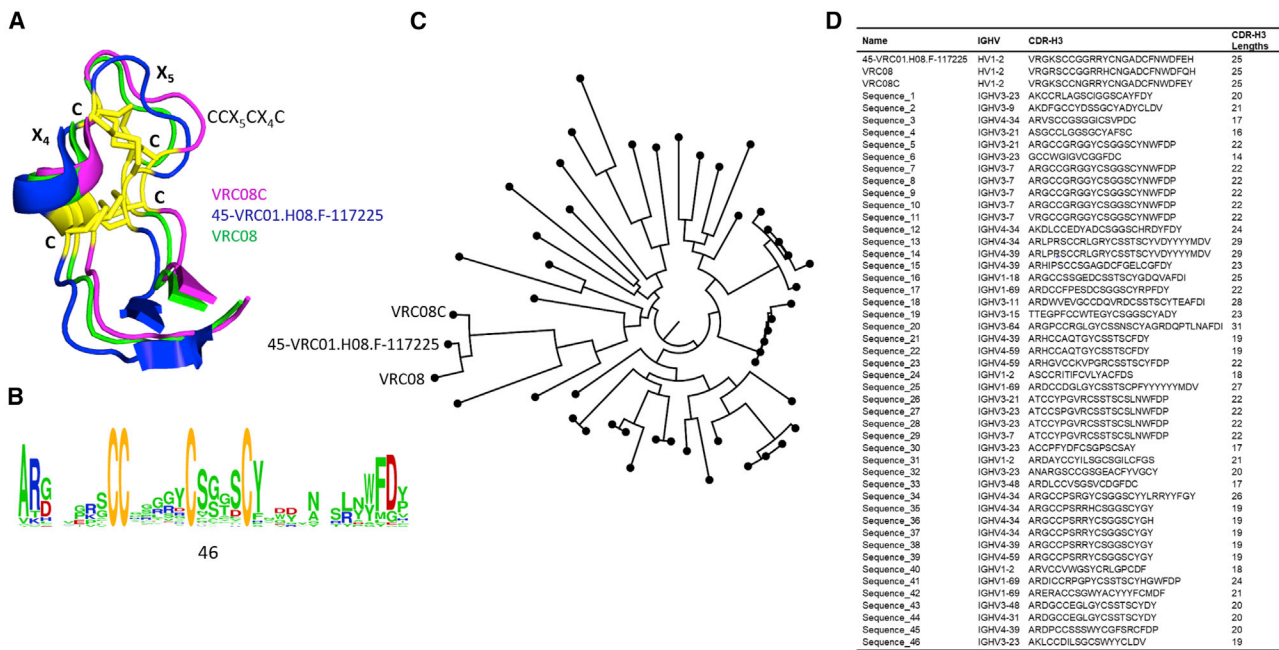 A
X5
C
CCX5CX4C
X4
C
C
C
VRC08C
45-VRC01.H08.F-117225
VRC08
B
ARG
46
C
VRC08C
45-VRC01.H08.F-117225
VRC08
D
Name IGHV CDR-H3 CDR-H3 Lengths
45-VRC01.H08.F-117225 HV1-2 VRGKSCCGGRRYCNGADCFNWDFEH 25
VRC08 HV1-2 VRGRSCCGGRRHCNGADCFNWDFQH 25
VRC08C HV1-2 VRGKSCCNGRRYCNGADCFNWDFEY 25
Sequence_1 IGHV3-23 AKCCRLAGSCIGGSCAYFDY 20
Sequence_2 IGHV3-9 AKDFGCCYDSSGCYADYCLDV 21
Sequence_3 IGHV4-34 ARVSCCGSGGICSVPDC 17
Sequence_4 IGHV3-21 ASGCCLGGSGCYAFSC 16
Sequence_5 IGHV3-21 ARGCCGRGGYCSGGSCYNWFDP 22
Sequence_6 IGHV3-23 GCCWGIGVCGGFDC 14
Sequence_7 IGHV3-7 ARGCCGRGGYCSGGSCYNWFDP 22
Sequence_8 IGHV3-7 ARGCCGRGGYCSGGSCYNWFDP 22
Sequence_9 IGHV3-7 ARGCCGRGGYCSGGSCYNWFDP 22
Sequence_10 IGHV3-7 ARGCCGRGGYCSGGSCYNWFDP 22
Sequence_11 IGHV3-7 VRGCCGRGGYCSGGSCYNWFDP 22
Sequence_12 IGHV4-34 AKDLCCEDYADCSGGSCHRDYFDY 24
Sequence_13 IGHV4-34 ARLPRSCCRLGRYCSSTSCYVDYYYYMDV 29
Sequence_14 IGHV4-39 ARLPRSCCRLGRYCSSTSCYVDYYYYMDV 29
Sequence_15 IGHV4-39 ARHIPSCCSGAGDCFGELCGFDY 23
Sequence_16 IGHV1-18 ARGCCSSGEDCSSTSCYGDQVAFDI 25
Sequence_17 IGHV1-69 ARDCCFPESDCSGGSCYRPFDY 22
Sequence_18 IGHV3-11 ARDWVEVGCCDQVRDCSSTSCYTEAFDI 28
Sequence_19 IGHV3-15 TTEGPFCCWTEGYCSGGSCYADY 23
Sequence_20 IGHV3-64 ARGPCCRGLGYCSSNSCYAGRDQPTLNAFDI 31
Sequence_21 IGHV4-39 ARHCCAQTGYCSSTSCFDY 19
Sequence_22 IGHV4-59 ARHCCAQTGYCSSTSCFDY 19
Sequence_23 IGHV4-59 ARHGVCCKVPGRCSSTSCYFDP 22
Sequence_24 IGHV1-2 ASCCRITIFCVLYACFDS 18
Sequence_25 IGHV1-69 ARDCCDGLGYCSSTSCPFYYYYYMDV 27
Sequence_26 IGHV3-21 ATCCYPGVRCSSTSCSLNWFDP 22
Sequence_27 IGHV3-23 ATCCSPGVRCSSTSCSLNWFDP 22
Sequence_28 IGHV3-23 ATCCYPGVRCSSTSCSLNWFDP 22
Sequence_29 IGHV3-7 ATCCYPGVRCSSTSCSLNWFDP 22
Sequence_30 IGHV3-23 ACCPFYDFCSGPSCSAY 17
Sequence_31 IGHV1-2 ARDAYCCYILSGCSGILCFGS 21
Sequence_32 IGHV3-23 ANARGSCCGSGEACFYVGCY 20
Sequence_33 IGHV3-48 ARDLCCVSGSVCDGFDC 17
Sequence_34 IGHV4-34 ARGCCPSRGYCSGGSCYYLRRYYFGY 26
Sequence_35 IGHV4-34 ARGCCPSRRHCSGGSCYGY 19
Sequence_36 IGHV4-34 ARGCCPSRRYCSGGSCYGH 19
Sequence_37 IGHV4-34 ARGCCPSRRYCSGGSCYGY 19
Sequence_38 IGHV4-39 ARGCCPSRRYCSGGSCYGY 19
Sequence_39 IGHV4-59 ARGCCPSRRYCSGGSCYGY 19
Sequence_40 IGHV1-2 ARVCCVWGSYCRLGPCDF 18
Sequence_41 IGHV1-69 ARDICCRPGPYCSSTSCYHGWFDP 24
Sequence_42 IGHV1-69 ARERACCSGWYACYYYFCMDF 21
Sequence_43 IGHV3-48 ARDGCCEGLGYCSSTSCYDY 20
Sequence_44 IGHV4-31 ARDGCCEGLGYCSSTSCYDY 20
Sequence_45 IGHV4-39 ARDPCCSSSWYCGFSRCFDP 20
Sequence_46 IGHV3-23 AKLCCDILSGCSWYYCLDV 19